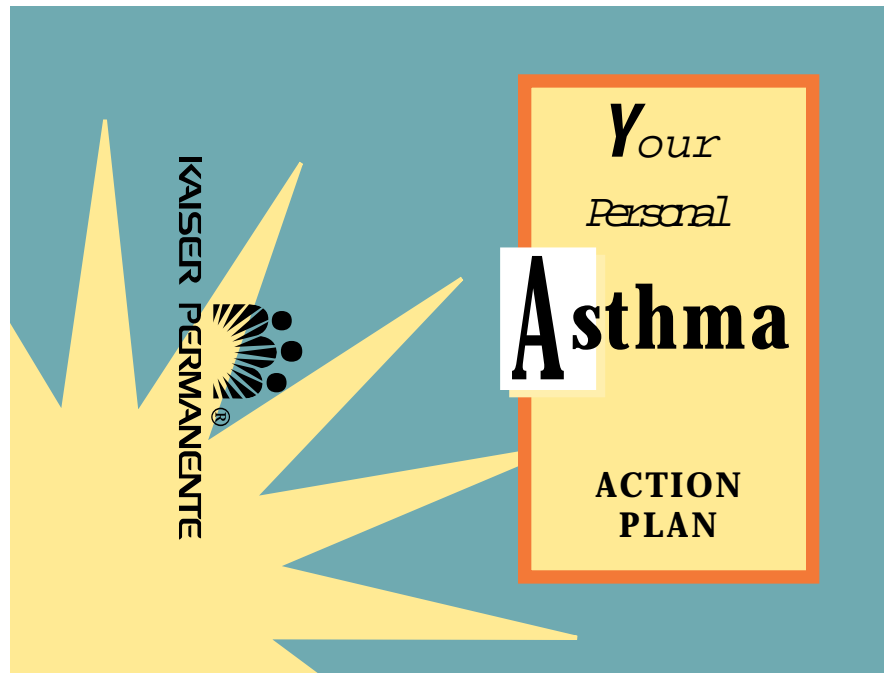 KAISER PERMANENTE®
Your
Personal
Asthma
ACTION
PLAN